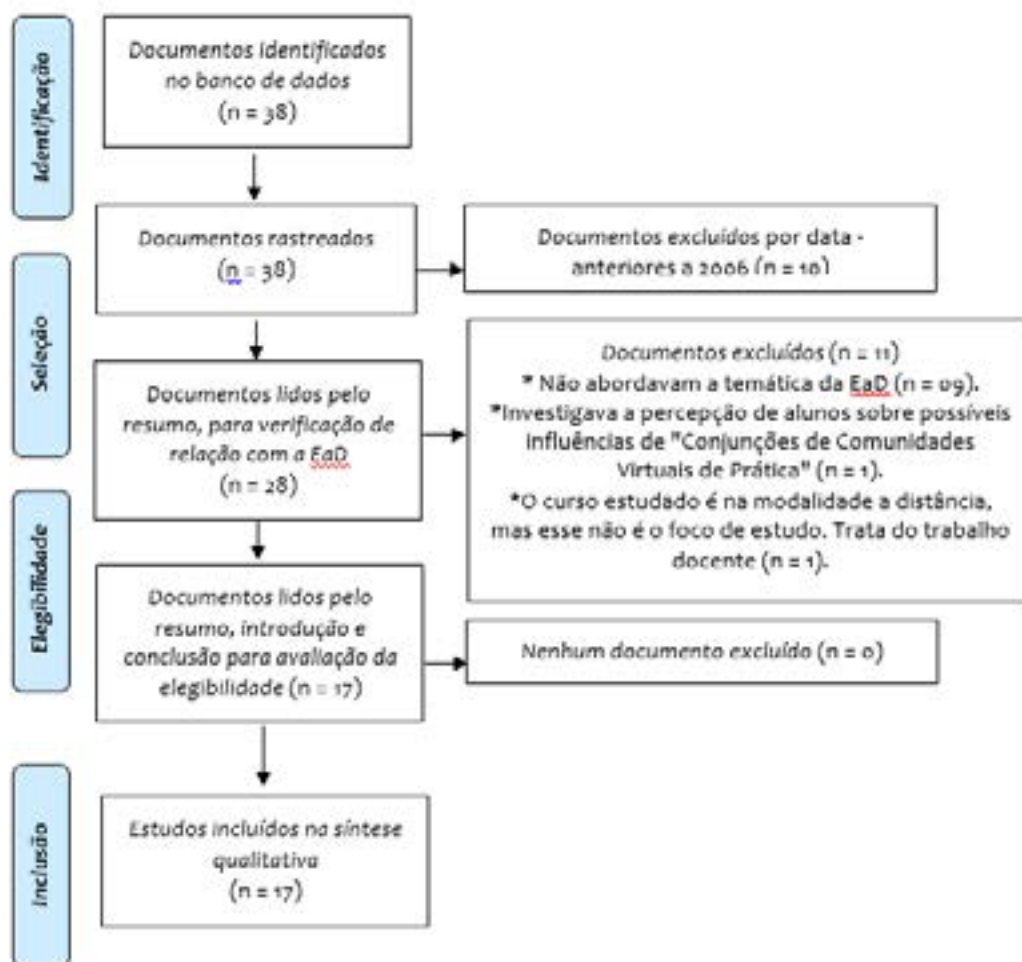 Identificação
Documentos identificados
no banco de dados
(n = 38)
Seleção
Documentos rastreados
(n = 38)
Documentos excluídos por data -
anteriores a 2006 (n = 10)
Documentos lidos pelo
resumo, para verificação de
relação com a EaD
(n = 28)
Documentos excluídos (n = 11)
* Não abordavam a temática da EaD (n = 09).
*Investigava a percepção de alunos sobre possíveis
influências de "Conjunções de Comunidades
Virtuais de Prática" (n = 1).
*O curso estudado é na modalidade a distância,
mas esse não é o foco de estudo. Trata do trabalho
docente (n = 1).
Elegibilidade
Documentos lidos pelo
resumo, introdução e
conclusão para avaliação da
elegibilidade (n = 17)
Nenhum documento excluído (n = 0)
Inclusão
Estudos incluídos na síntese
qualitativa
(n = 17)